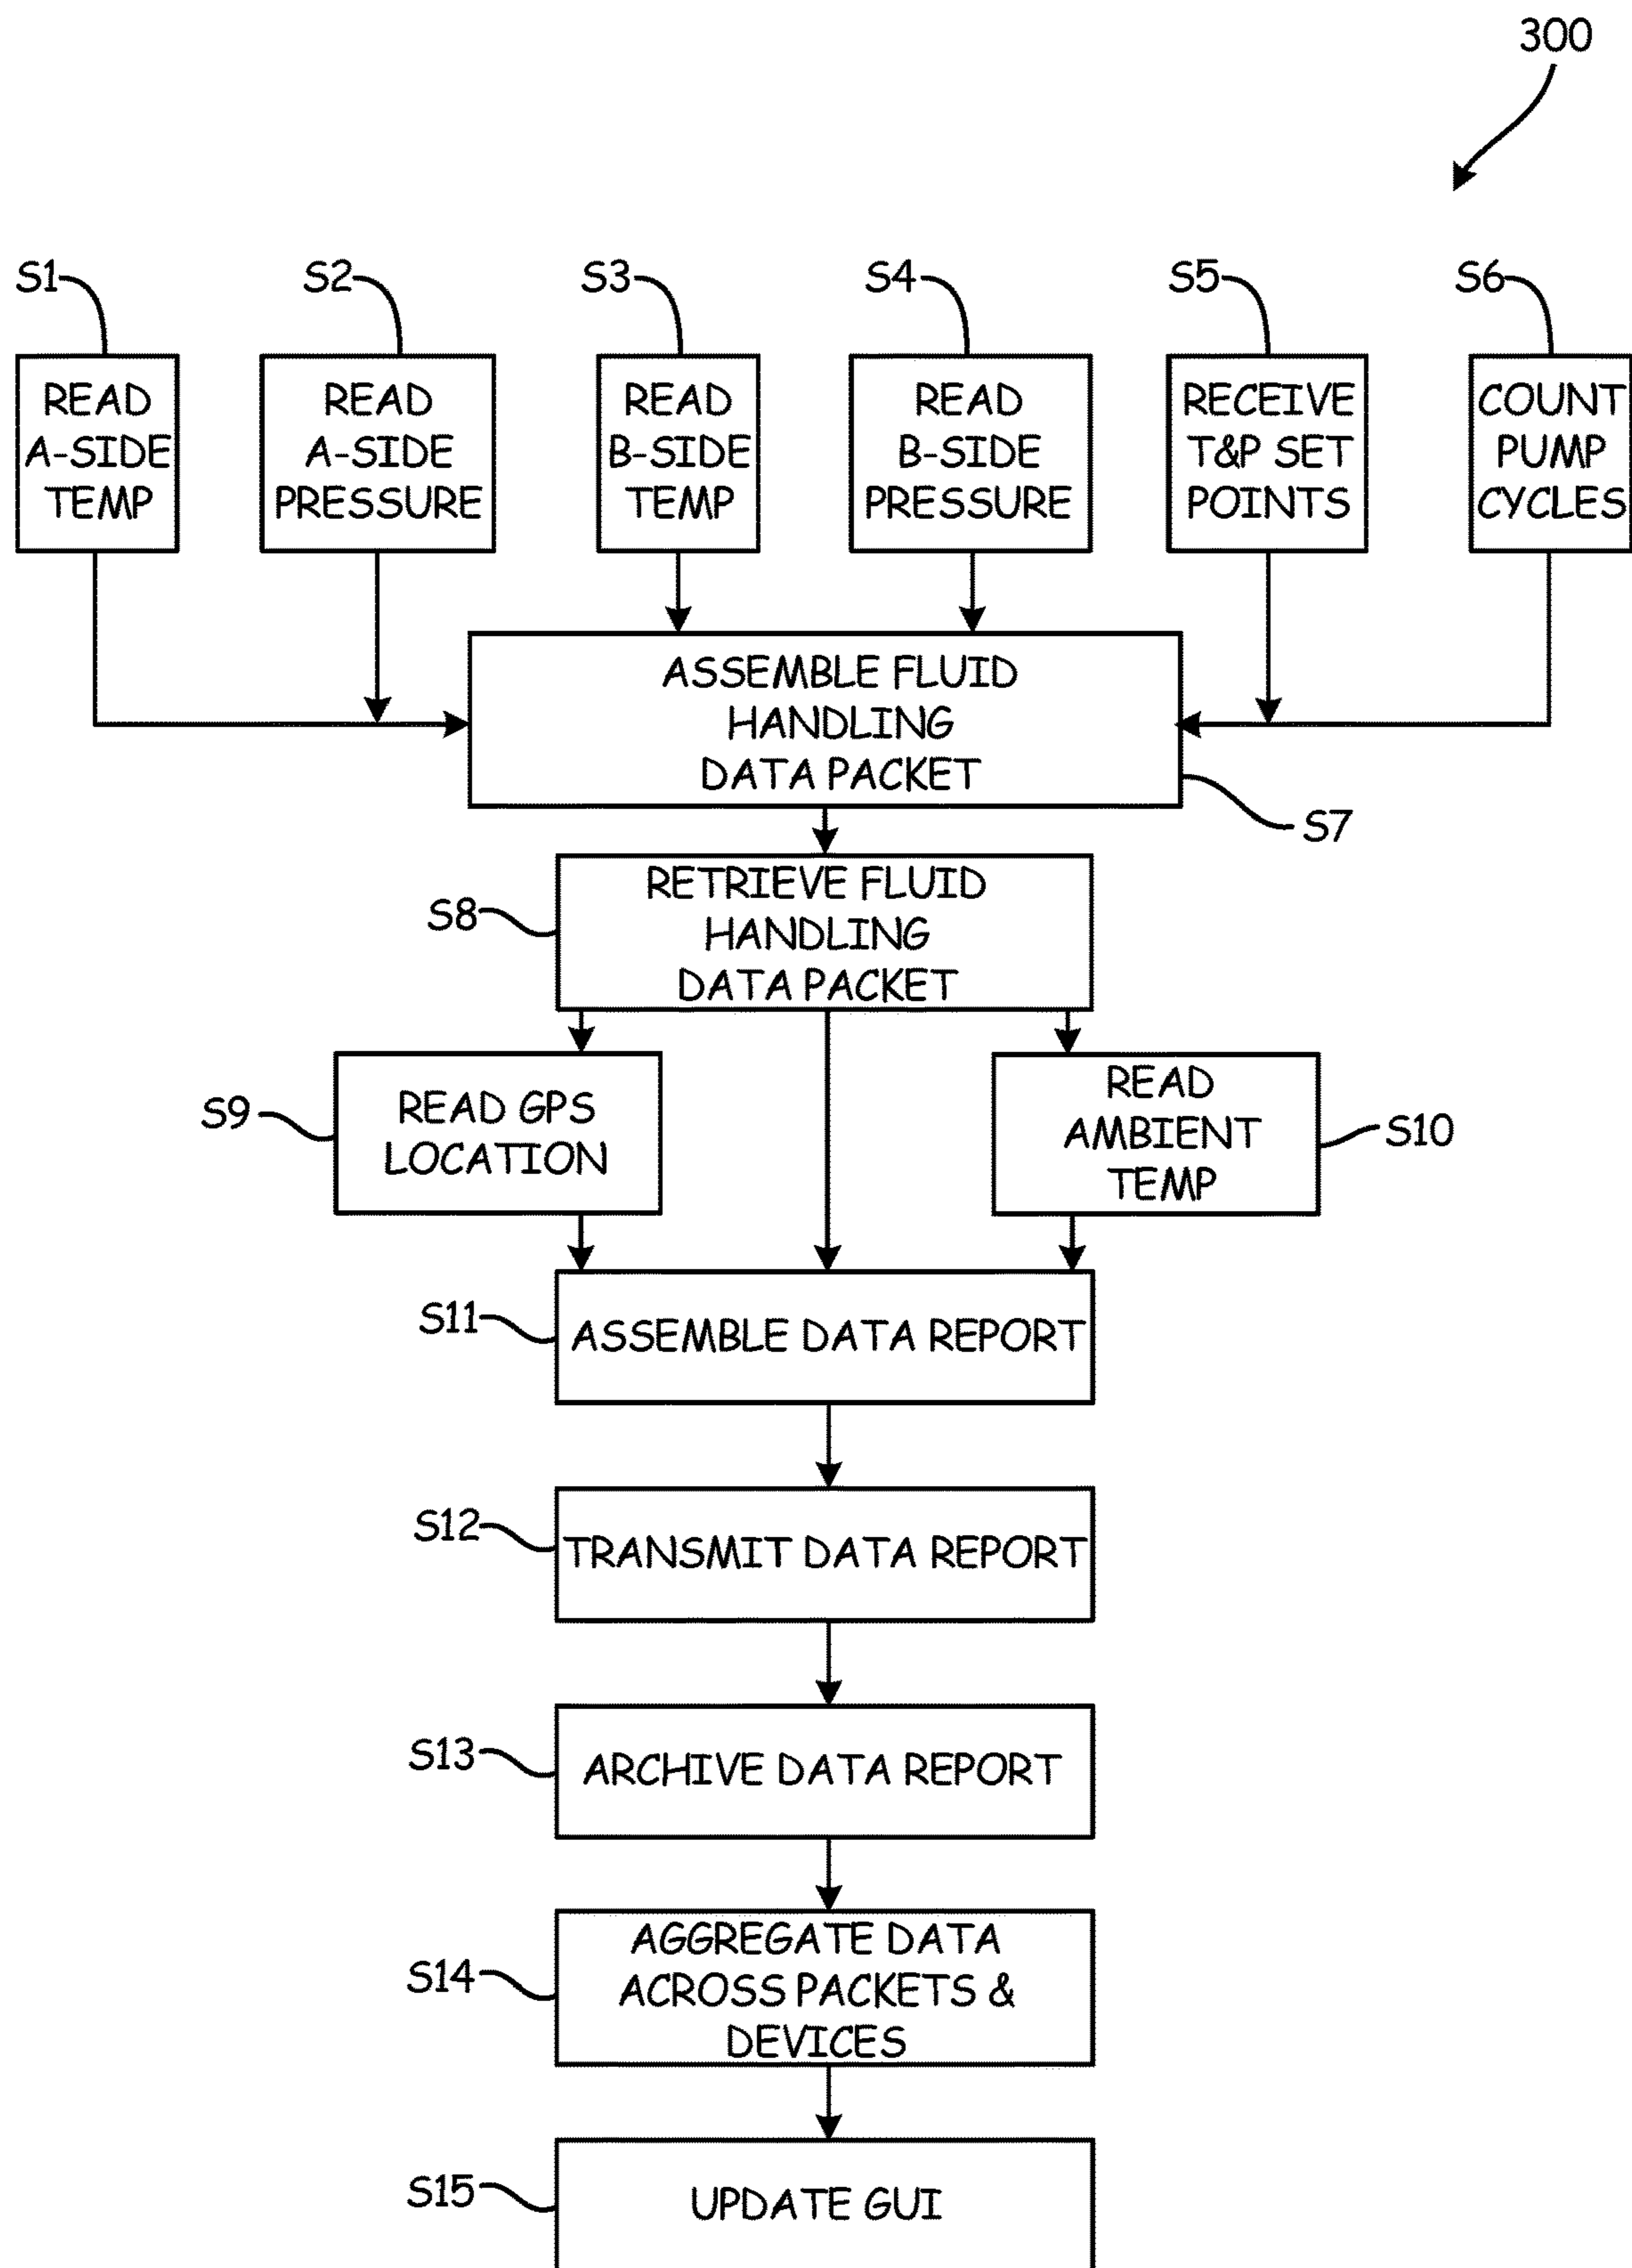 300
S1
S2
S3
S4
S5
S6
READ
A-SIDE
TEMP
READ
A-SIDE
PRESSURE
READ
B-SIDE
TEMP
READ
B-SIDE
PRESSURE
RECEIVE
T&P SET
POINTS
COUNT
PUMP
CYCLES
ASSEMBLE FLUID
HANDLING
DATA PACKET
S7
S8
RETRIEVE FLUID
HANDLING
DATA PACKET
S9
READ GPS
LOCATION
READ
AMBIENT
TEMP
S10
S11
ASSEMBLE DATA REPORT
S12
TRANSMIT DATA REPORT
S13
ARCHIVE DATA REPORT
S14
AGGREGATE DATA
ACROSS PACKETS &
DEVICES
S15
UPDATE GUI